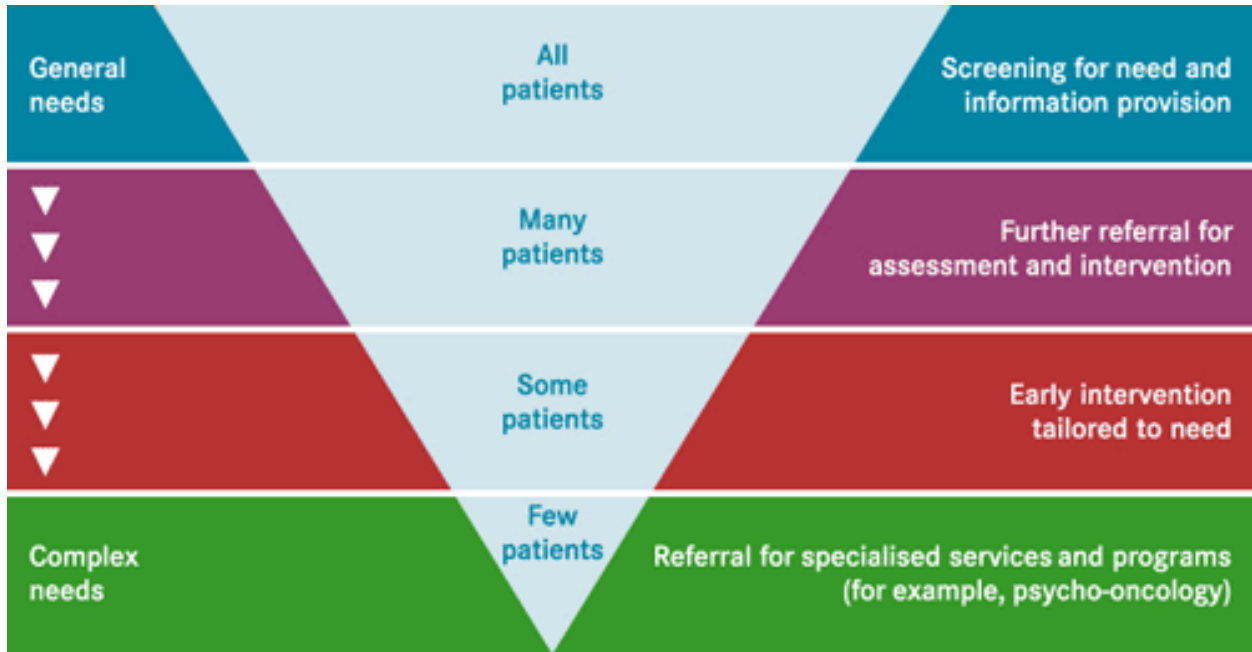 General
needs
All
patients
Screening for need and
information provision
Many
patients
Further referral for
assessment and intervention
Some
patients
Early intervention
tailored to need
Complex
needs
Few
patients
Referral for specialised services and programs
(for example, psycho-oncology)